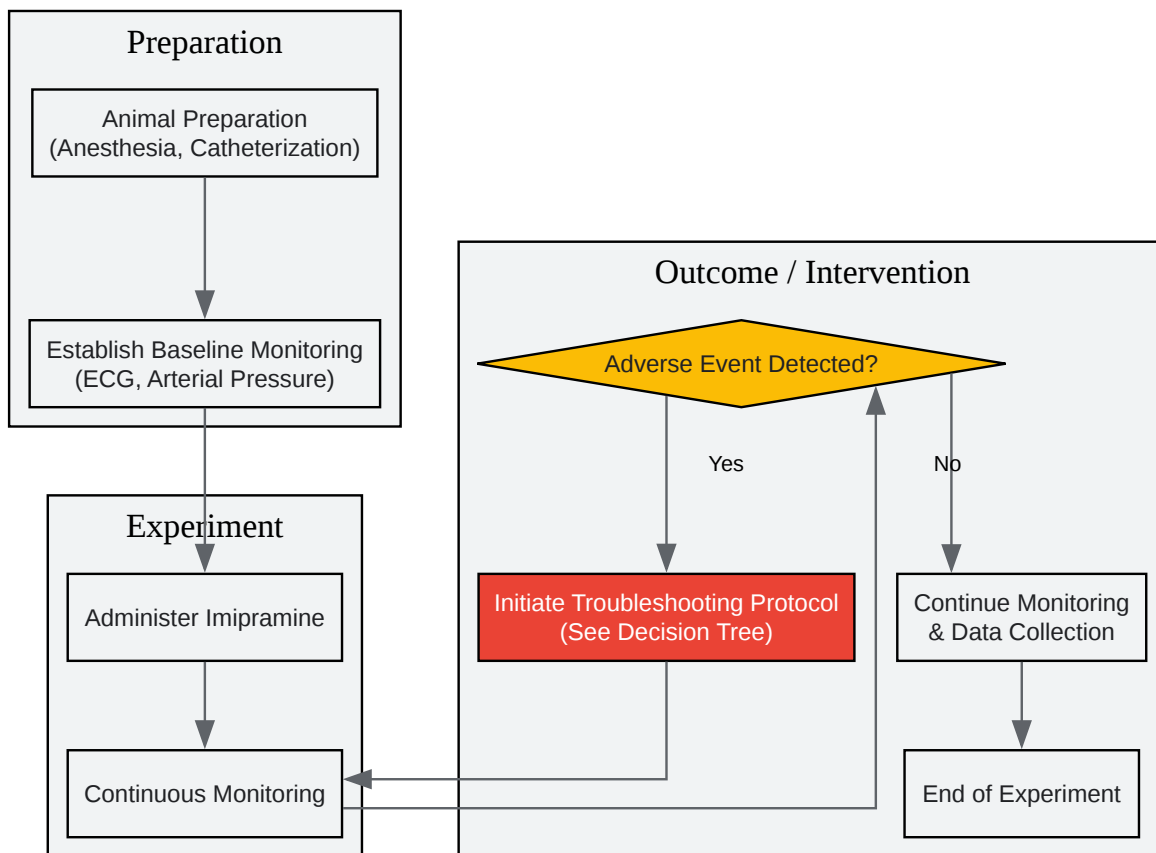 Preparation
Animal Preparation
(Anesthesia, Catheterization)
Establish Baseline Monitoring
(ECG, Arterial Pressure)
Experiment
Administer Imipramine
Continuous Monitoring
Outcome / Intervention
Adverse Event Detected?
Yes
No
Initiate Troubleshooting Protocol
(See Decision Tree)
Continue Monitoring
& Data Collection
End of Experiment